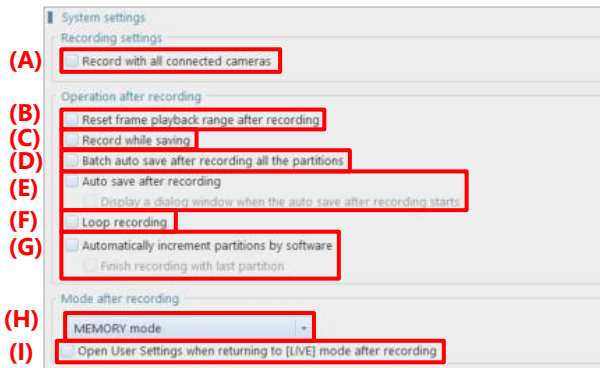 System settings
Recording settings
(A) Record with all connected cameras
Operation after recording
(B) Reset frame playback range after recording
(C) Record while saving
(D) Batch auto save after recording all the partitions
(E) Auto save after recording
Display a dialog window when the auto save after recording starts
(F) Loop recording
(G) Automatically increment partitions by software
Finish recording with last partition
Mode after recording
(H) MEMORY mode
(I) Open User Settings when returning to [LIVE] mode after recording